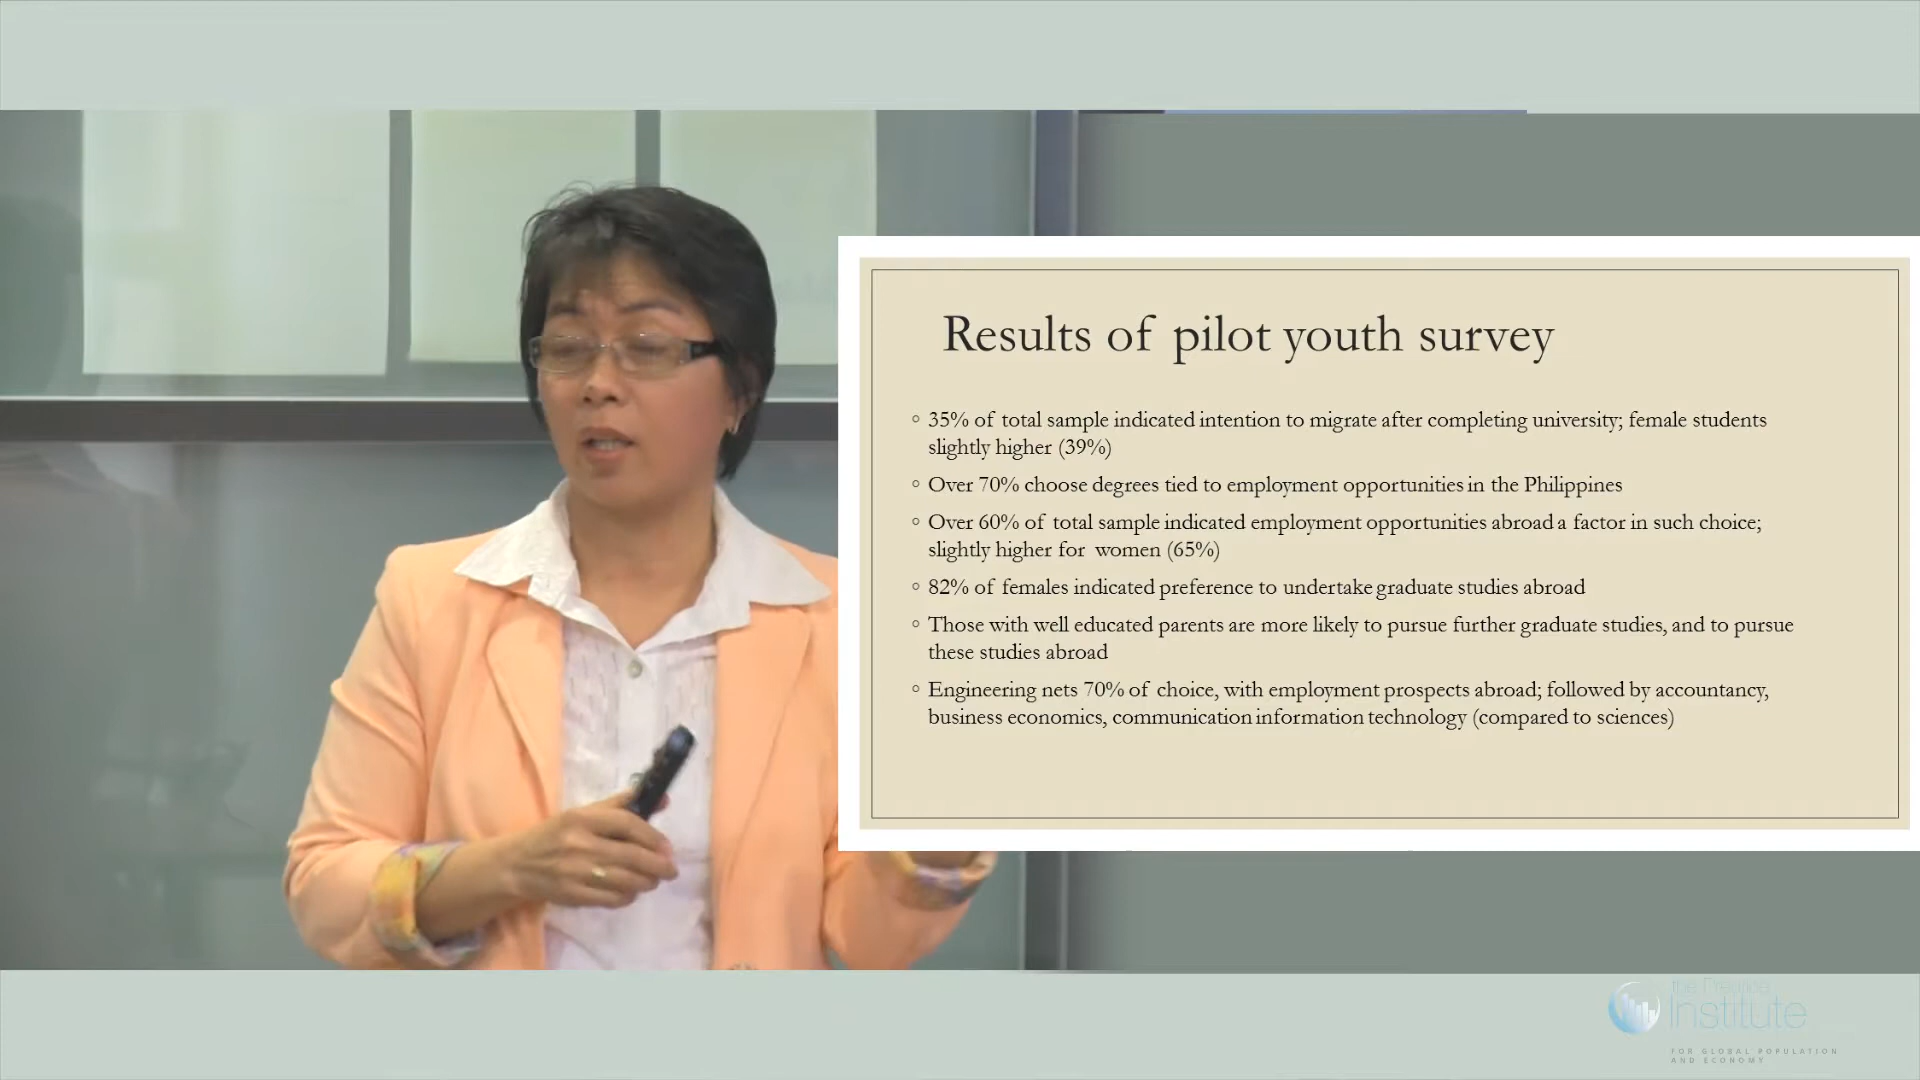 Results of pilot youth survey
◦ 35% of total sample indicated intention to migrate after completing university; female students
slightly higher (39%)
◦ Over 70% choose degrees tied to employment opportunities in the Philippines
◦ Over 60% of total sample indicated employment opportunities abroad a factor in such choice;
slightly higher for women (65%)
◦ 82% of females indicated preference to undertake graduate studies abroad
◦ Those with well educated parents are more likely to pursue further graduate studies, and to pursue
these studies abroad
◦ Engineering nets 70% of choice, with employment prospects abroad; followed by accountancy,
business economics, communication information technology (compared to sciences)
Institute
FOR GLOBAL POPULATION
AND ECONOMY